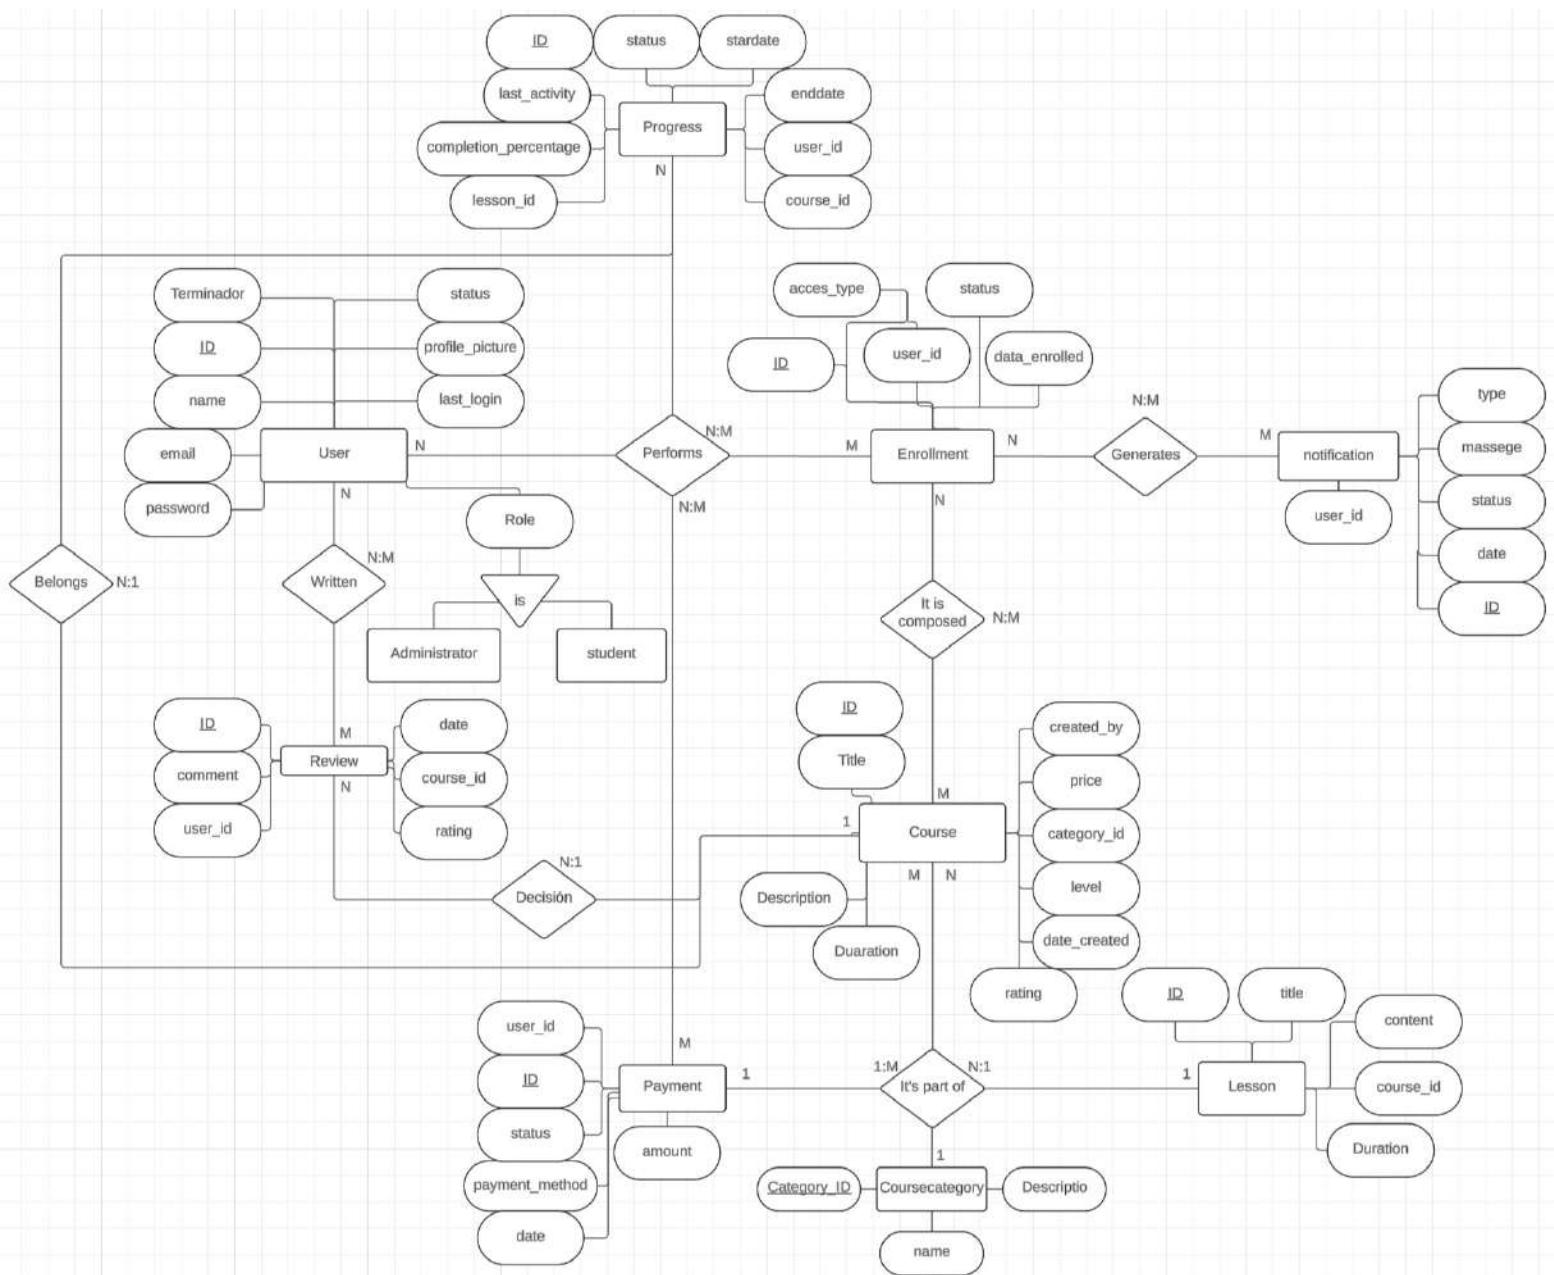 ID
status
stardate
last_activity
enddate
Progress
completion_percentage
user_id
N
lesson_id
course_id
Terminador
status
ID
profile_picture
name
last_login
email
User
N
password
N
acces_type
status
ID
user_id
data_enrolled
Performs
N:M
N:M
M
Enrollment
N
N
N:M
Generates
M
notification
user_id
type
massege
status
date
ID
Role
is
Administrator
student
Belongs
N:1
Written
N:M
It is
composed
N:M
ID
comment
user_id
M
Review
N
date
course_id
rating
Decisión
N:1
ID
Title
M
1
Course
M
N
Description
Duaration
created_by
price
category_id
level
date_created
rating
user_id
ID
status
payment_method
date
M
Payment
1
amount
1:M
N:1
It's part of
1
1
Lesson
ID
title
content
course_id
Duration
Category_ID
Coursecategory
Descriptio
name